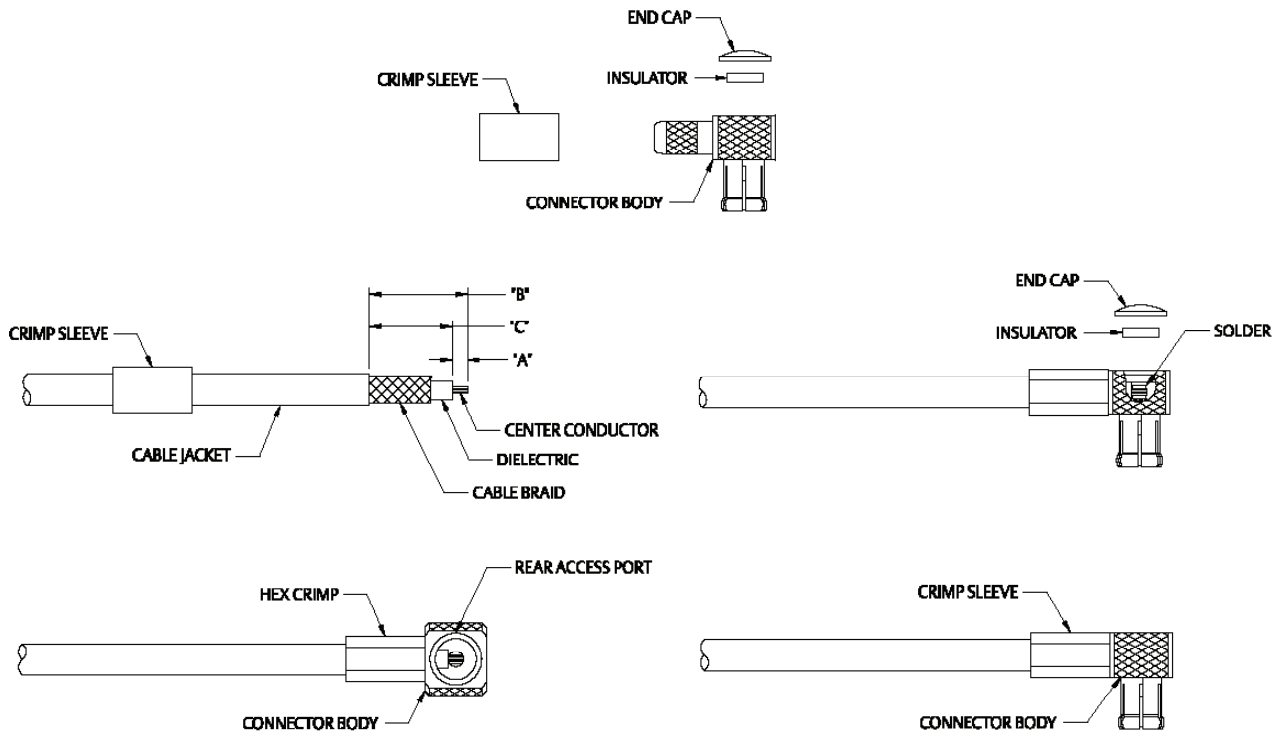 END CAP
INSULATOR
CRIMP SLEEVE
CONNECTOR BODY
"B"
"C"
"A"
CRIMP SLEEVE
CENTER CONDUCTOR
DIELECTRIC
CABLE JACKET
CABLE BRAID
END CAP
INSULATOR
SOLDER
REAR ACCESS PORT
HEX CRIMP
CONNECTOR BODY
CRIMP SLEEVE
CONNECTOR BODY